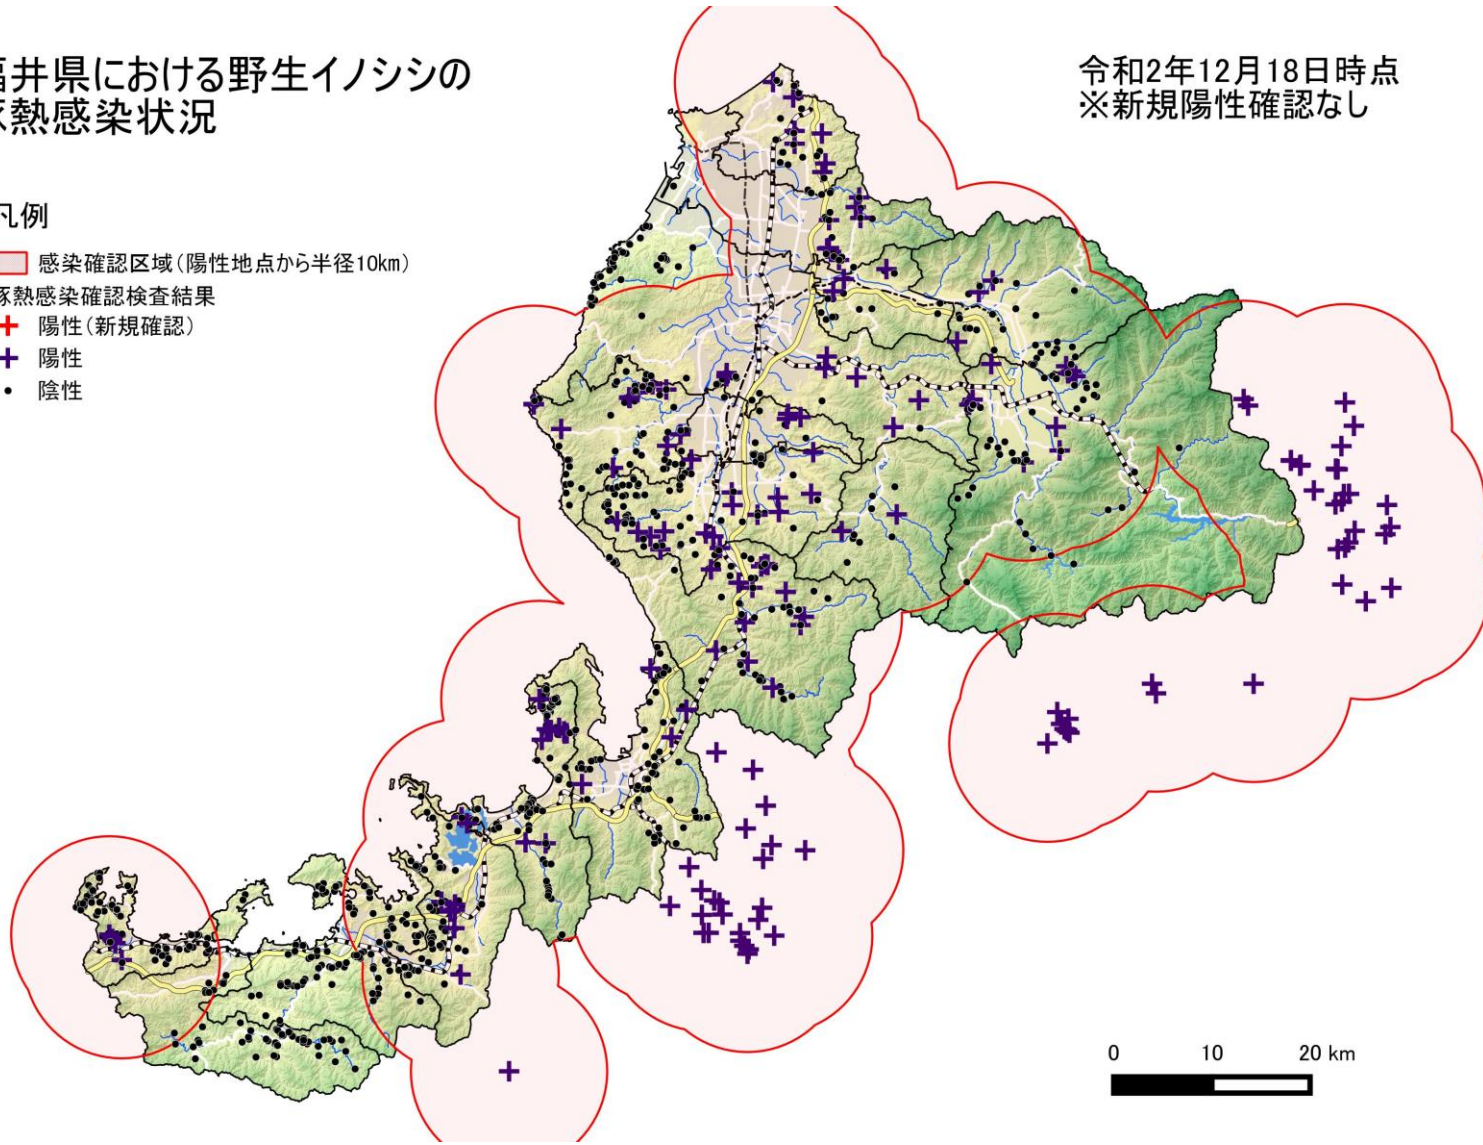 福井県における野生イノシシの
豚熱感染状況
令和2年12月18日時点
※新規陽性確認なし
凡例
感染確認区域（陽性地点から半径10km）
豚熱感染確認検査結果
陽性（新規確認）
陽性
陰性
0 10 20 km